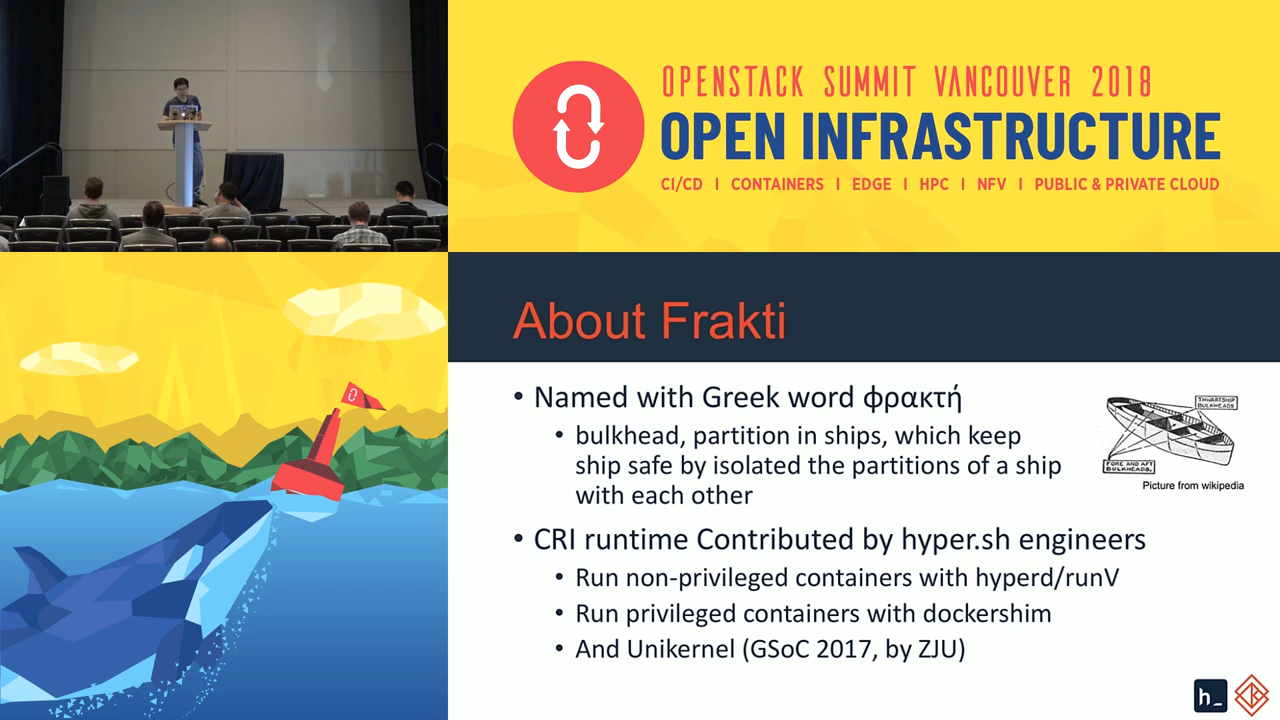 OPENSTACK SUMMIT VANCOUVER 2018
OPEN INFRASTRUCTURE
CI/CD | CONTAINERS | EDGE | HPC | NFV | PUBLIC & PRIVATE CLOUD
About Frakti
• Named with Greek word φρακτή
• bulkhead, partition in ships, which keep
ship safe by isolated the partitions of a ship
with each other
THWARTSHIP
BULKHEADS
FORE AND AFT
BULKHEADS.
Picture from wikipedia
• CRI runtime Contributed by hyper.sh engineers
• Run non-privileged containers with hyperd/runV
• Run privileged containers with dockershim
• And Unikernel (GSoC 2017, by ZJU)
h_